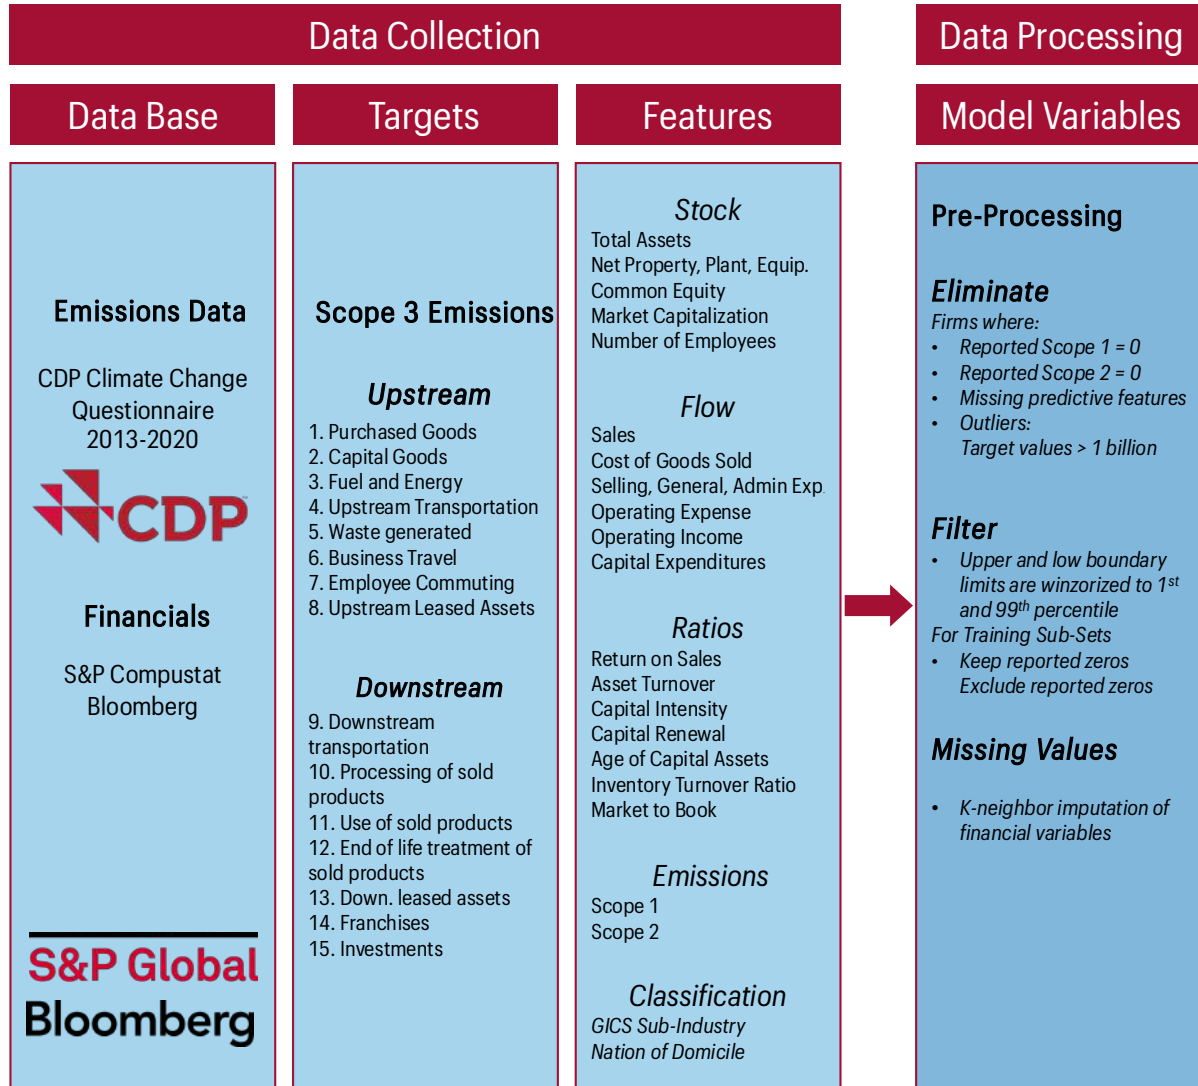 Data Collection
Data Processing
Data Base
Targets
Features
Model Variables
Emissions Data
CDP Climate Change
Questionnaire
2013-2020
CDP
Financials
S&P Compustat
Bloomberg
S&P Global
Bloomberg
Scope 3 Emissions
Upstream
1. Purchased Goods
2. Capital Goods
3. Fuel and Energy
4. Upstream Transportation
5. Waste generated
6. Business Travel
7. Employee Commuting
8. Upstream Leased Assets
Downstream
9. Downstream
transportation
10. Processing of sold
products
11. Use of sold products
12. End of life treatment of
sold products
13. Down. leased assets
14. Franchises
15. Investments
Stock
Total Assets
Net Property, Plant, Equip.
Common Equity
Market Capitalization
Number of Employees
Flow
Sales
Cost of Goods Sold
Selling, General, Admin Exp.
Operating Expense
Operating Income
Capital Expenditures
Ratios
Return on Sales
Asset Turnover
Capital Intensity
Capital Renewal
Age of Capital Assets
Inventory Turnover Ratio
Market to Book
Emissions
Scope 1
Scope 2
Classification
GICS Sub-Industry
Nation of Domicile
Pre-Processing
Eliminate
Firms where:
• Reported Scope 1 = 0
• Reported Scope 2 = 0
• Missing predictive features
• Outliers:
Target values > 1 billion
Filter
• Upper and low boundary
limits are winzorized to 1st
and 99th percentile
For Training Sub-Sets
• Keep reported zeros
Exclude reported zeros
Missing Values
• K-neighbor imputation of
financial variables